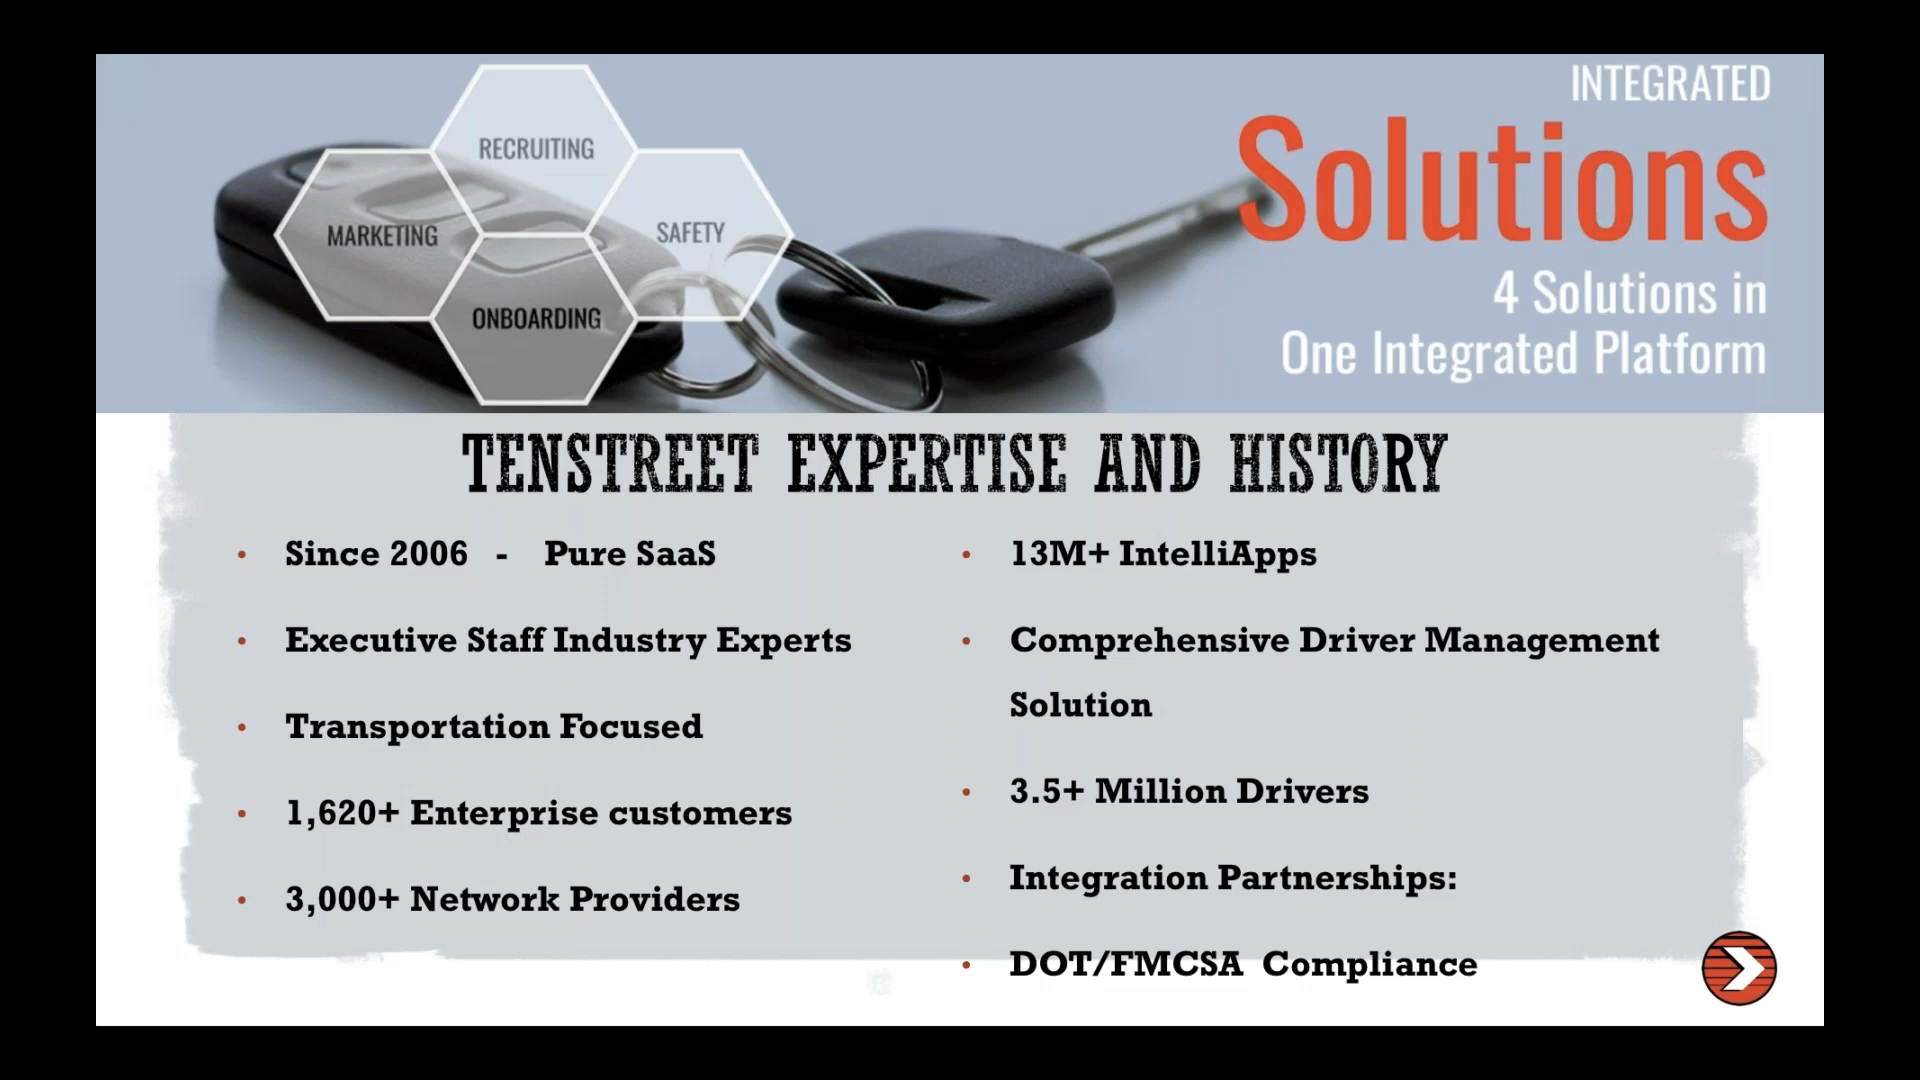 INTEGRATED
Solutions
4 Solutions in
One Integrated Platform
RECRUITING
MARKETING
SAFETY
ONBOARDING
TENSTREET EXPERTISE AND HISTORY
• Since 2006 - Pure SaaS
• Executive Staff Industry Experts
• Transportation Focused
• 1,620+ Enterprise customers
• 3,000+ Network Providers
• 13M+ IntelliApps
• Comprehensive Driver Management
Solution
• 3.5+ Million Drivers
• Integration Partnerships:
• DOT/FMCSA Compliance